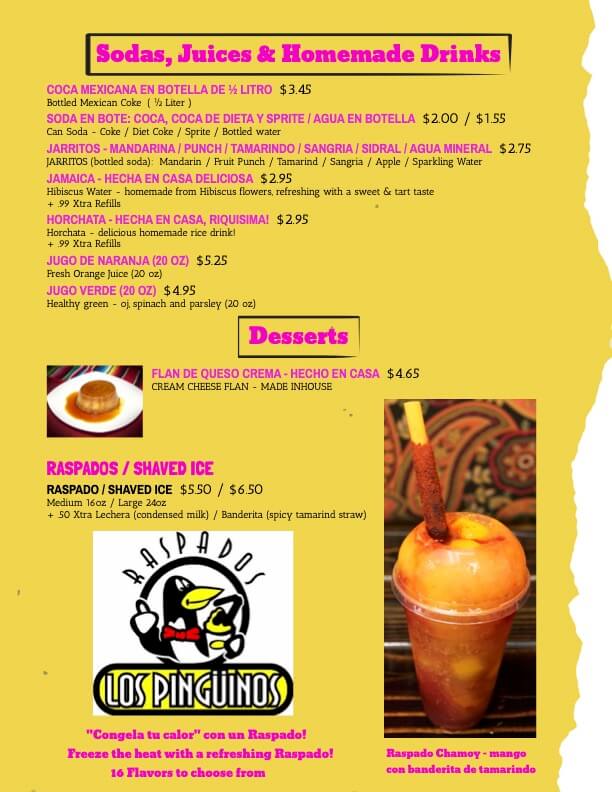 Sodas, Juices & Homemade Drinks
COCA MEXICANA EN BOTELLA DE ½ LITRO $3.45
Bottled Mexican Coke ( ½ Liter )
SODA EN BOTE: COCA, COCA DE DIETA Y SPRITE / AGUA EN BOTELLA $2.00 / $1.55
Can Soda - Coke / Diet Coke / Sprite / Bottled water
JARRITOS - MANDARINA / PUNCH / TAMARINDO / SANGRIA / SIDRAL / AGUA MINERAL $2.75
JARITOS (bottled soda): Mandarin / Fruit Punch / Tamarind / Sangria / Apple / Sparkling Water
JAMAICA - HECHA EN CASA DELICIOSA $2.95
Hibiscus Water - homemade from Hibiscus flowers, refreshing with a sweet & tart taste
+ .99 Xtra Refills
HORCHATA - HECHA EN CASA, RIQUISIMA! $2.95
Horchata - delicious homemade rice drink!
+ .99 Xtra Refills
JUGO DE NARANJA (20 OZ) $5.25
Fresh Orange Juice (20 oz)
JUGO VERDE (20 OZ) $4.95
Healthy green - oj, spinach and parsley (20 oz)
Desserts
FLAN DE QUESO CREMA - HECHO EN CASA $4.65
CREAM CHEESE FLAN - MADE INHOUSE
RASPADOS / SHAVED ICE
RASPADO / SHAVED ICE $5.50 / $6.50
Medium 16oz / Large 24oz
+ .50 Xtra Lechera (condensed milk) / Banderita (spicy tamarind straw)
RASPADOS
LOS PINGÜINOS
"Congela tu calor" con un Raspado!
Freeze the heat with a refreshing Raspado!
16 Flavors to choose from
Raspado Chamoy - mango
con banderita de tamarindo